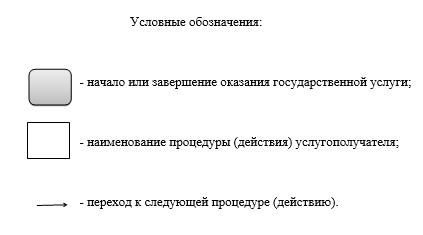 Условные обозначения:
- начало или завершение оказания государственной услуги;
- наименование процедуры (действия) услугополучателя;
- переход к следующей процедуре (действию).